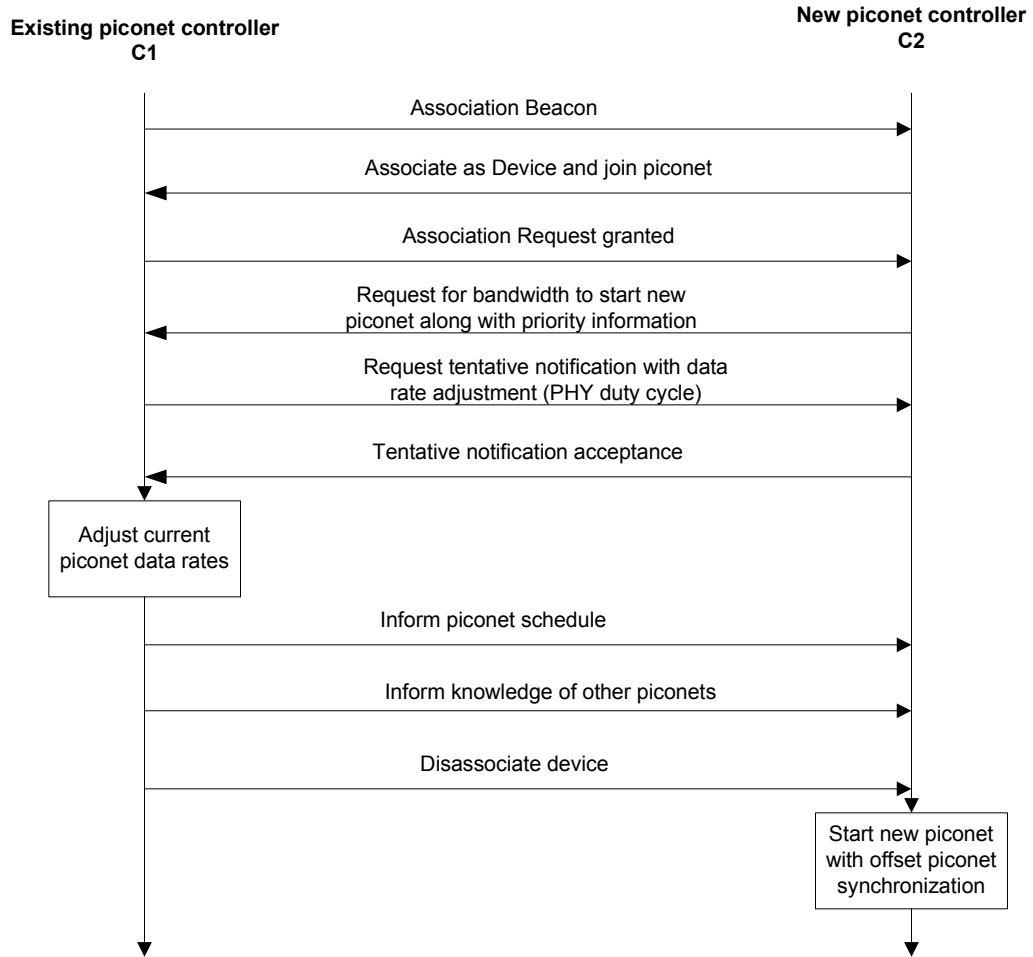 Existing piconet controller
C1
New piconet controller
C2
Association Beacon
Associate as Device and join piconet
Association Request granted
Request for bandwidth to start new
piconet along with priority information
Request tentative notification with data
rate adjustment (PHY duty cycle)
Tentative notification acceptance
Adjust current
piconet data rates
Inform piconet schedule
Inform knowledge of other piconets
Disassociate device
Start new piconet
with offset piconet
synchronization